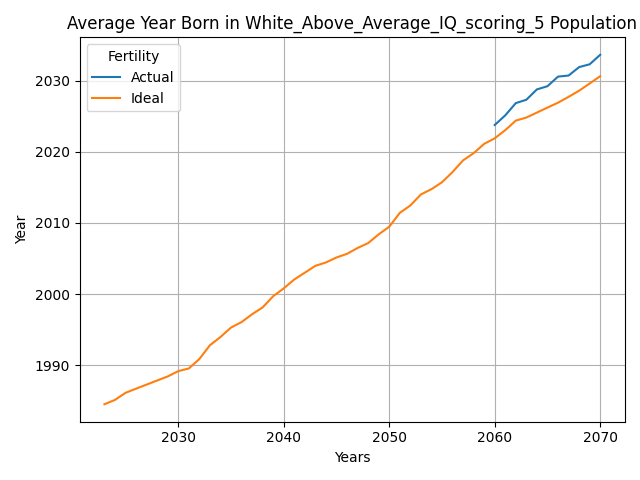 Average Year Born in White_Above_Average_IQ_scoring_5 Population
Fertility
Actual
Ideal
2030
2020
2010
2000
1990
Year
2030 2040 2050 2060 2070
Years